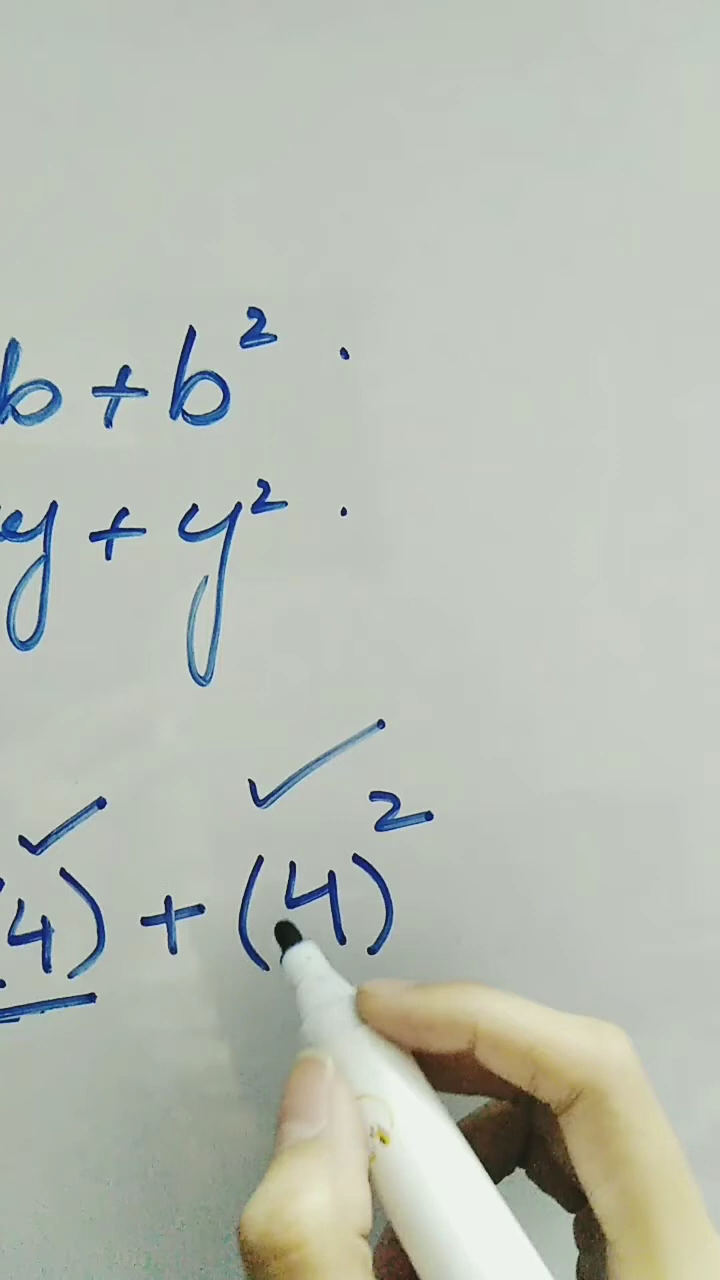 b + b² .
y + y² .
4) + (4)²